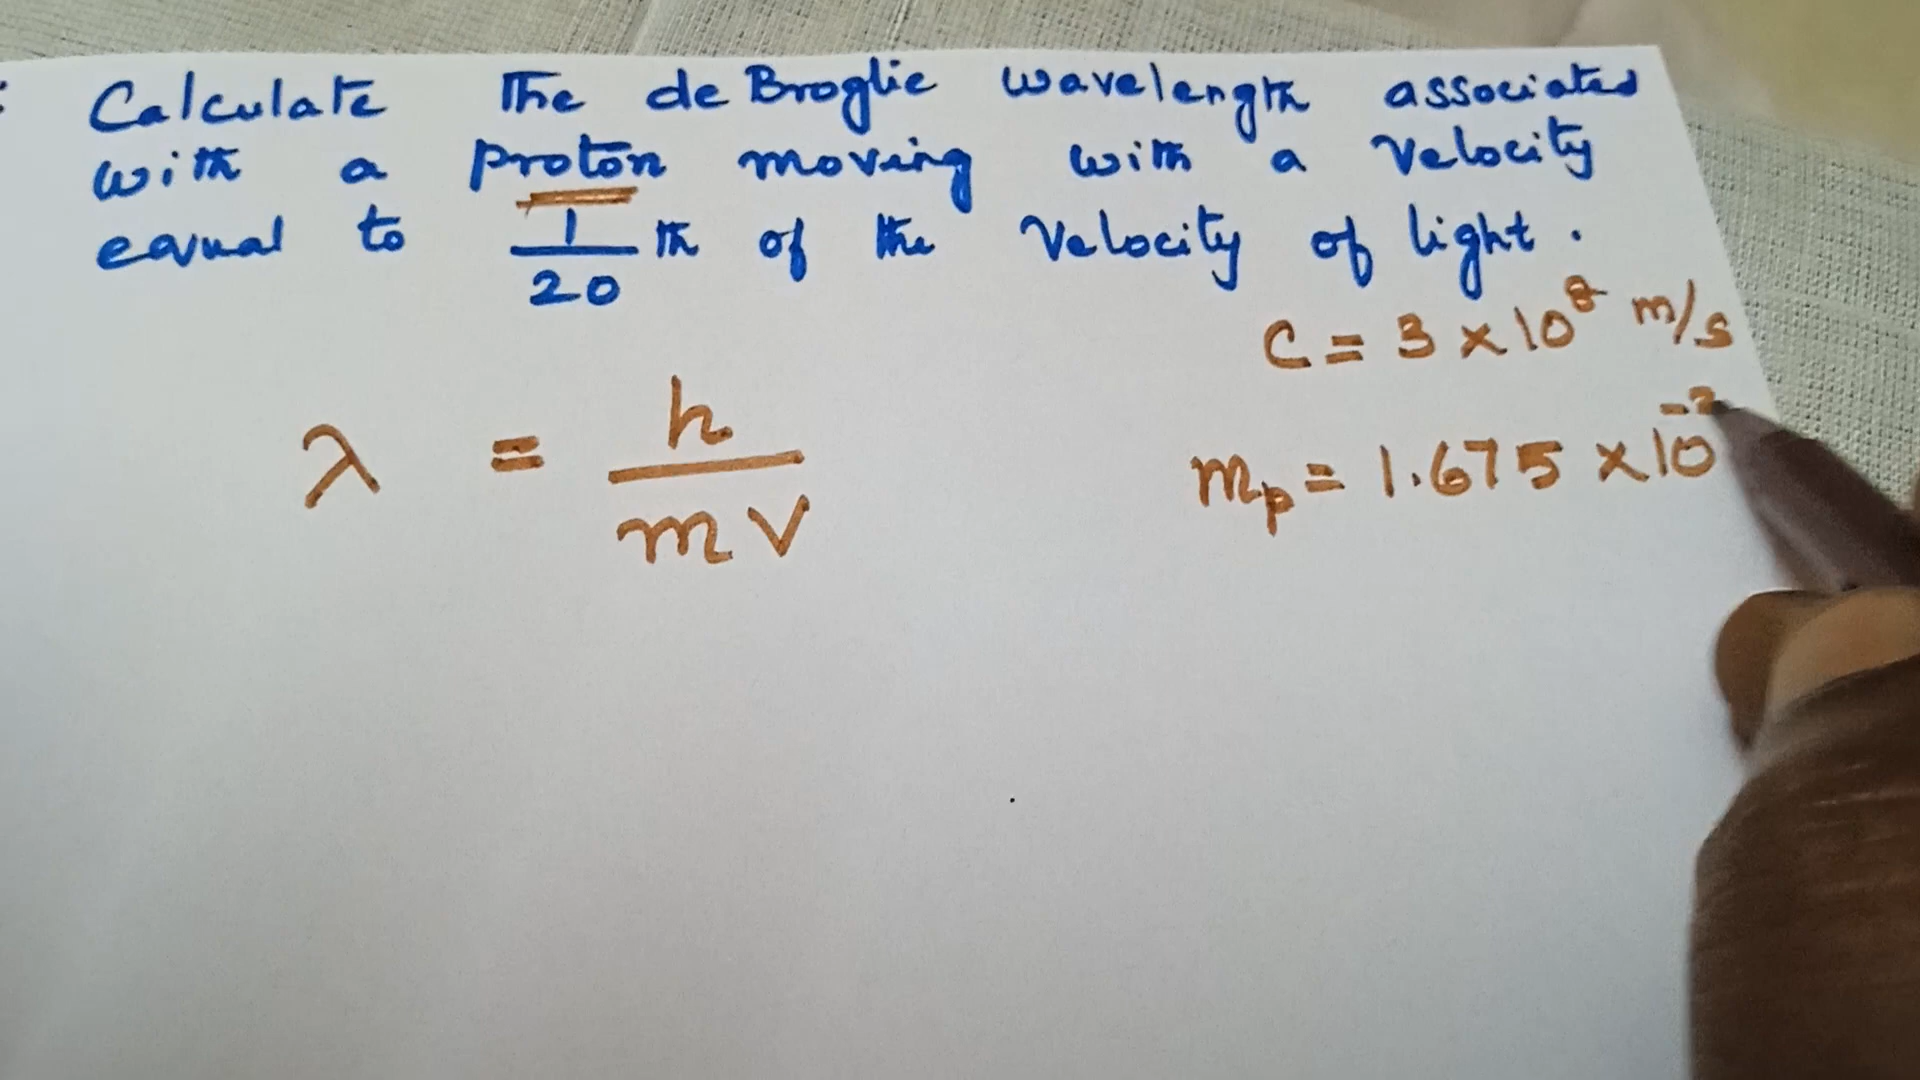 : Calculate the de Broglie wavelength associated
with a proton moving with a velocity
equal to 1/20 th of the velocity of light.
C = 3 × 10⁸ m/s
λ = h/mv
mₚ = 1.675 × 10⁻²